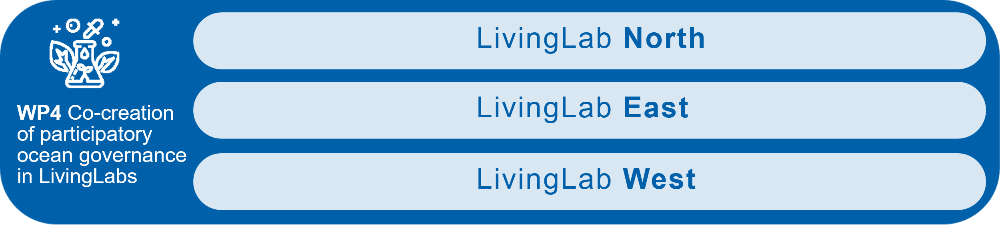 WP4 Co-creation
of participatory
ocean governance
in LivingLabs
LivingLab North
LivingLab East
LivingLab West